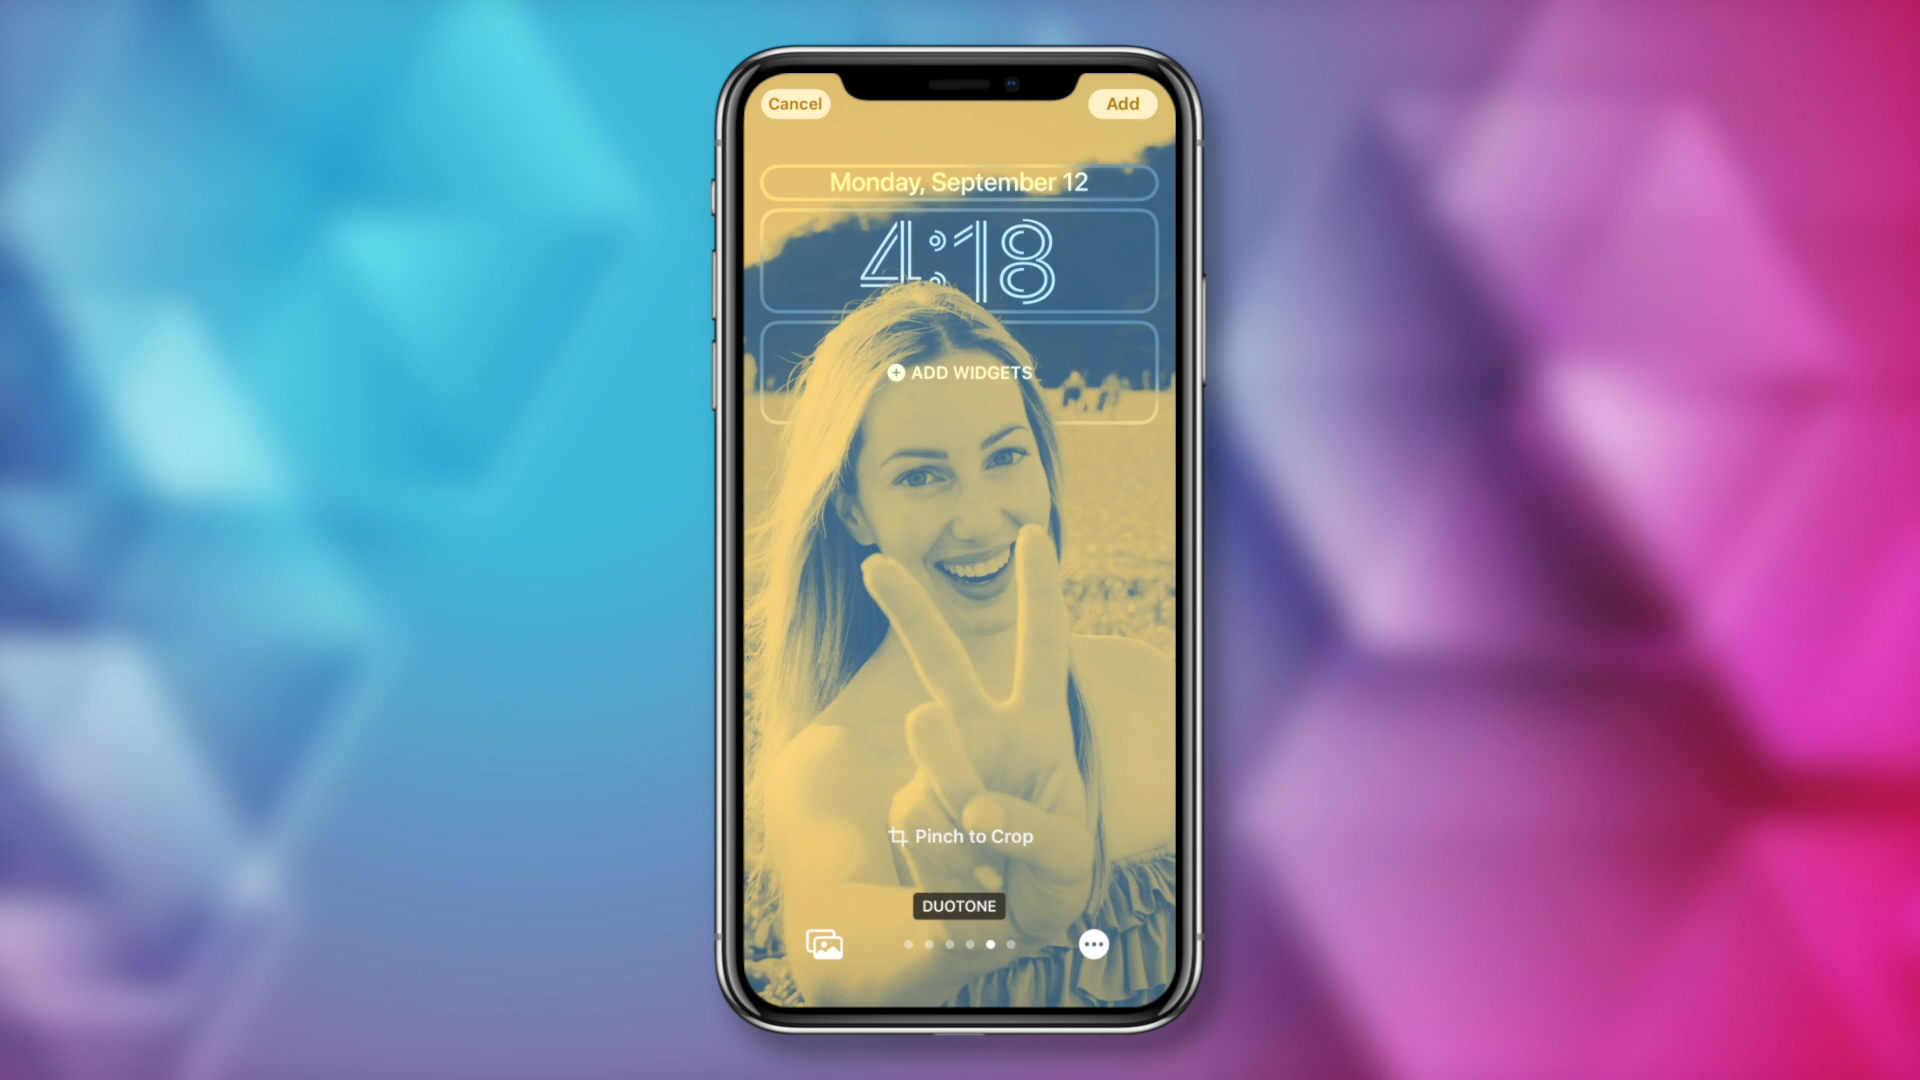 Cancel
Add
Monday, September 12
4:18
ADD WIDGETS
Pinch to Crop
DUOTONE